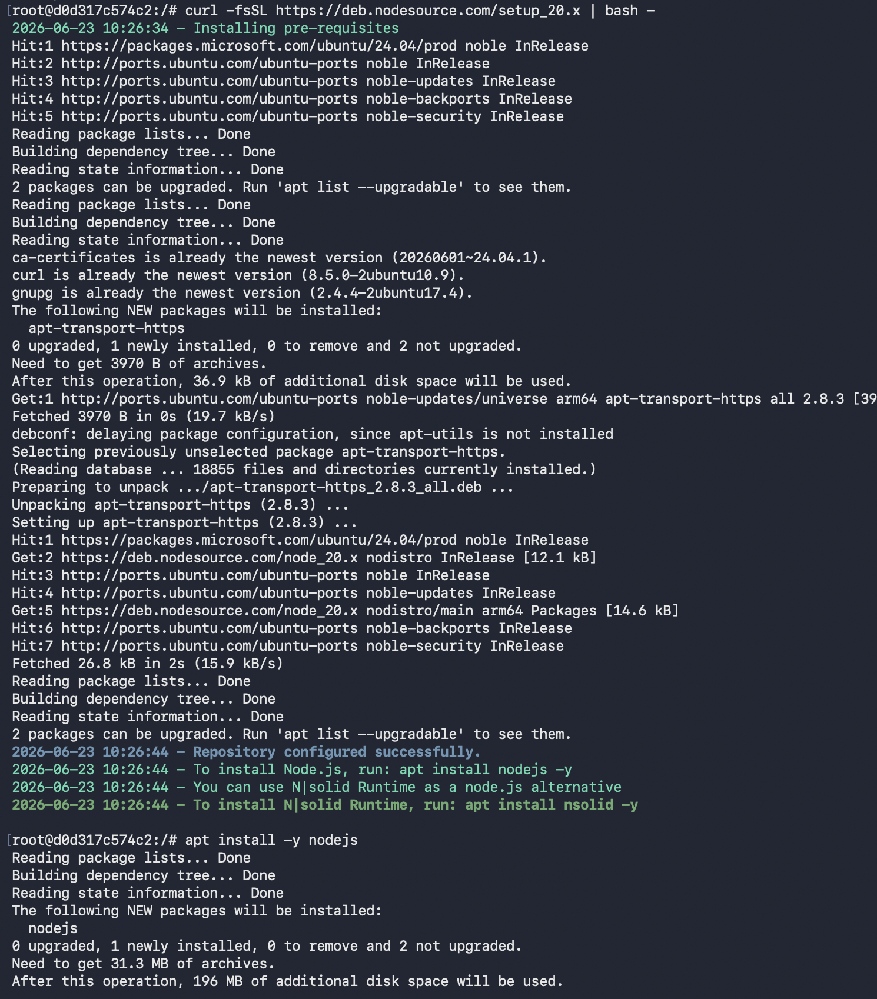 [root@d0d317c574c2:/# curl -fsSL https://deb.nodesource.com/setup_20.x | bash -
2026-06-23 10:26:34 - Installing pre-requisites
Hit:1 https://packages.microsoft.com/ubuntu/24.04/prod noble InRelease
Hit:2 http://ports.ubuntu.com/ubuntu-ports noble InRelease
Hit:3 http://ports.ubuntu.com/ubuntu-ports noble-updates InRelease
Hit:4 http://ports.ubuntu.com/ubuntu-ports noble-backports InRelease
Hit:5 http://ports.ubuntu.com/ubuntu-ports noble-security InRelease
Reading package lists... Done
Building dependency tree... Done
Reading state information... Done
2 packages can be upgraded. Run 'apt list --upgradable' to see them.
Reading package lists... Done
Building dependency tree... Done
Reading state information... Done
ca-certificates is already the newest version (20260601~24.04.1).
curl is already the newest version (8.5.0-2ubuntu10.9).
gnupg is already the newest version (2.4.4-2ubuntu17.4).
The following NEW packages will be installed:
  apt-transport-https
0 upgraded, 1 newly installed, 0 to remove and 2 not upgraded.
Need to get 3970 B of archives.
After this operation, 36.9 kB of additional disk space will be used.
Get:1 http://ports.ubuntu.com/ubuntu-ports noble-updates/universe arm64 apt-transport-https all 2.8.3 [39
Fetched 3970 B in 0s (19.7 kB/s)
debconf: delaying package configuration, since apt-utils is not installed
Selecting previously unselected package apt-transport-https.
(Reading database ... 18855 files and directories currently installed.)
Preparing to unpack .../apt-transport-https_2.8.3_all.deb ...
Unpacking apt-transport-https (2.8.3) ...
Setting up apt-transport-https (2.8.3) ...
Hit:1 https://packages.microsoft.com/ubuntu/24.04/prod noble InRelease
Get:2 https://deb.nodesource.com/node_20.x nodistro InRelease [12.1 kB]
Hit:3 http://ports.ubuntu.com/ubuntu-ports noble InRelease
Hit:4 http://ports.ubuntu.com/ubuntu-ports noble-updates InRelease
Get:5 https://deb.nodesource.com/node_20.x nodistro/main arm64 Packages [14.6 kB]
Hit:6 http://ports.ubuntu.com/ubuntu-ports noble-backports InRelease
Hit:7 http://ports.ubuntu.com/ubuntu-ports noble-security InRelease
Fetched 26.8 kB in 2s (15.9 kB/s)
Reading package lists... Done
Building dependency tree... Done
Reading state information... Done
2 packages can be upgraded. Run 'apt list --upgradable' to see them.
2026-06-23 10:26:44 - Repository configured successfully.
2026-06-23 10:26:44 - To install Node.js, run: apt install nodejs -y
2026-06-23 10:26:44 - You can use N|solid Runtime as a node.js alternative
2026-06-23 10:26:44 - To install N|solid Runtime, run: apt install nsolid -y
[root@d0d317c574c2:/# apt install -y nodejs
Reading package lists... Done
Building dependency tree... Done
Reading state information... Done
The following NEW packages will be installed:
  nodejs
0 upgraded, 1 newly installed, 0 to remove and 2 not upgraded.
Need to get 31.3 MB of archives.
After this operation, 196 MB of additional disk space will be used.